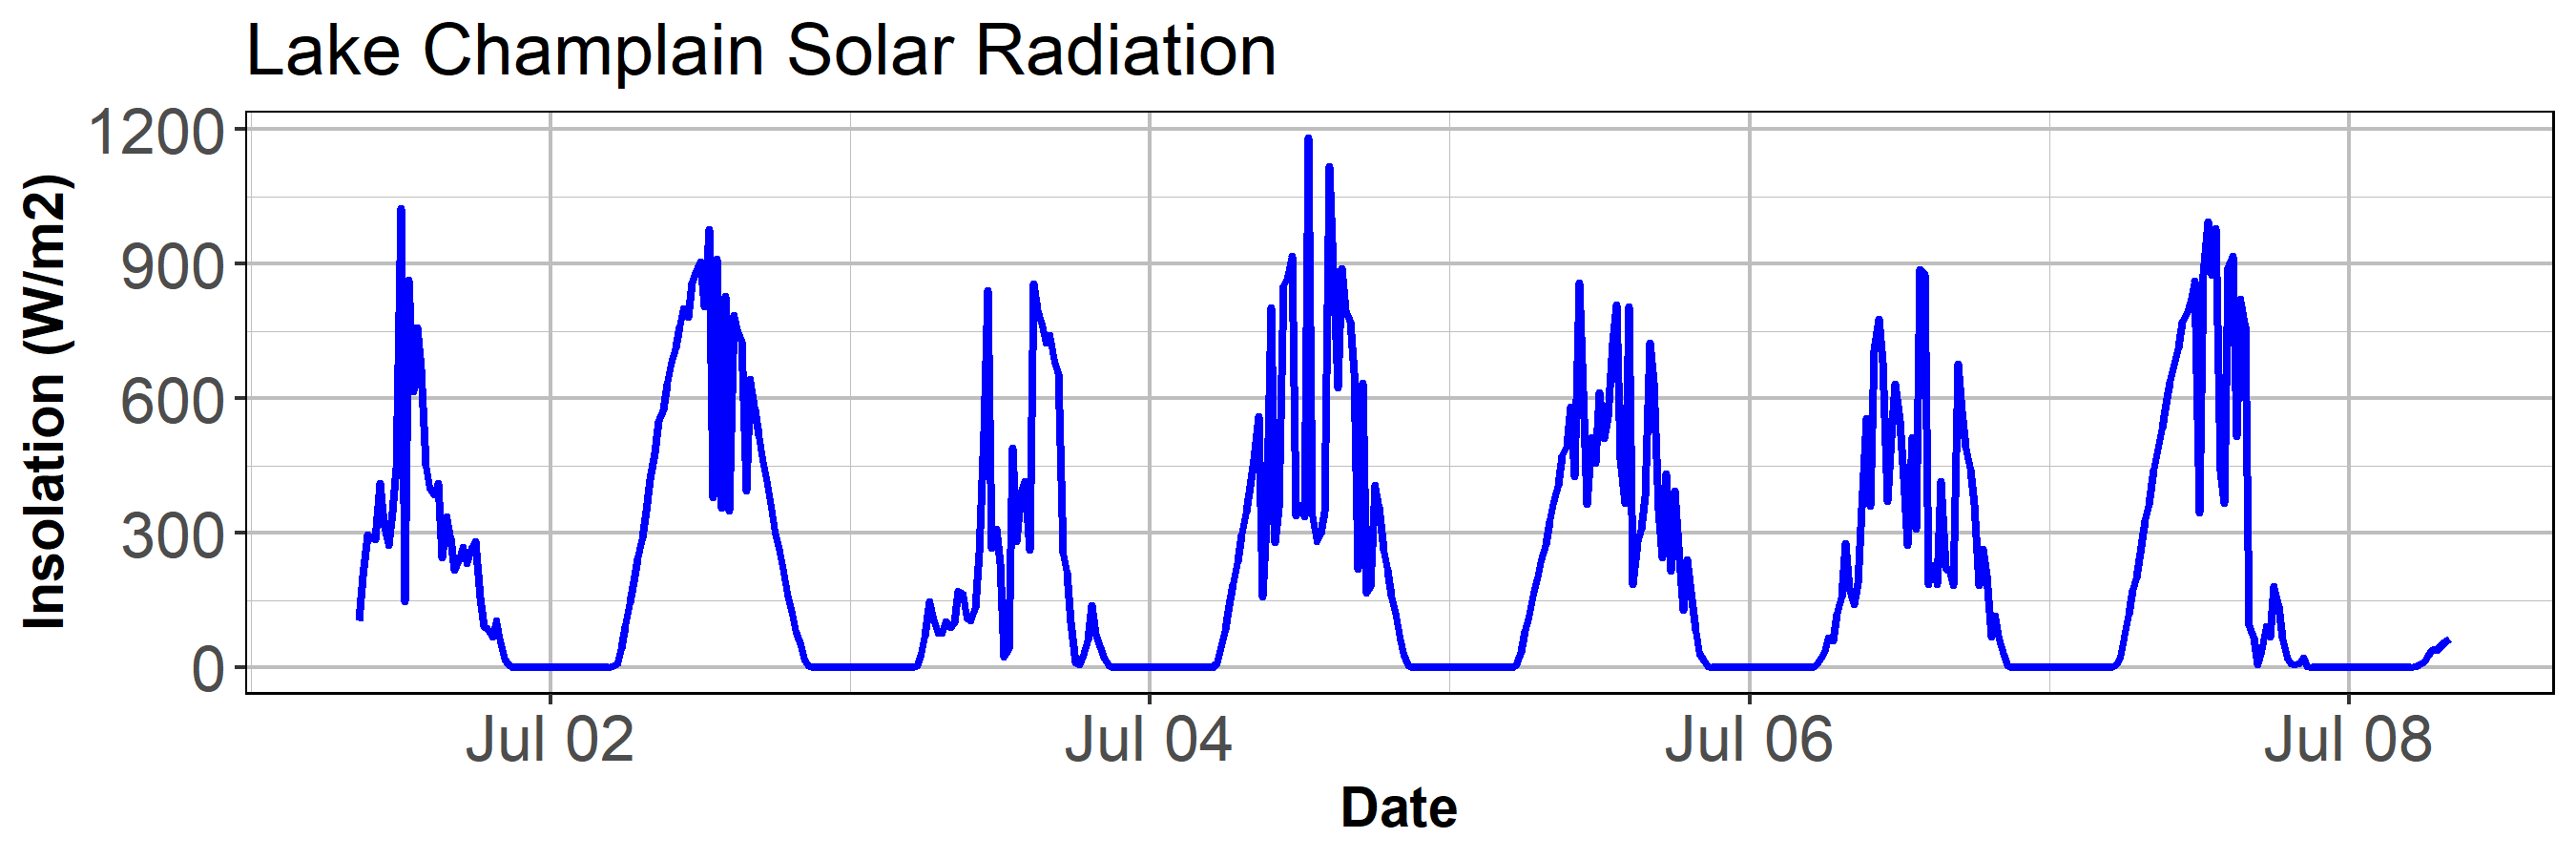 Lake Champlain Solar Radiation
1200
900
600
300
0
Insolation (W/m2)
Jul 02 Jul 04 Jul 06 Jul 08
Date